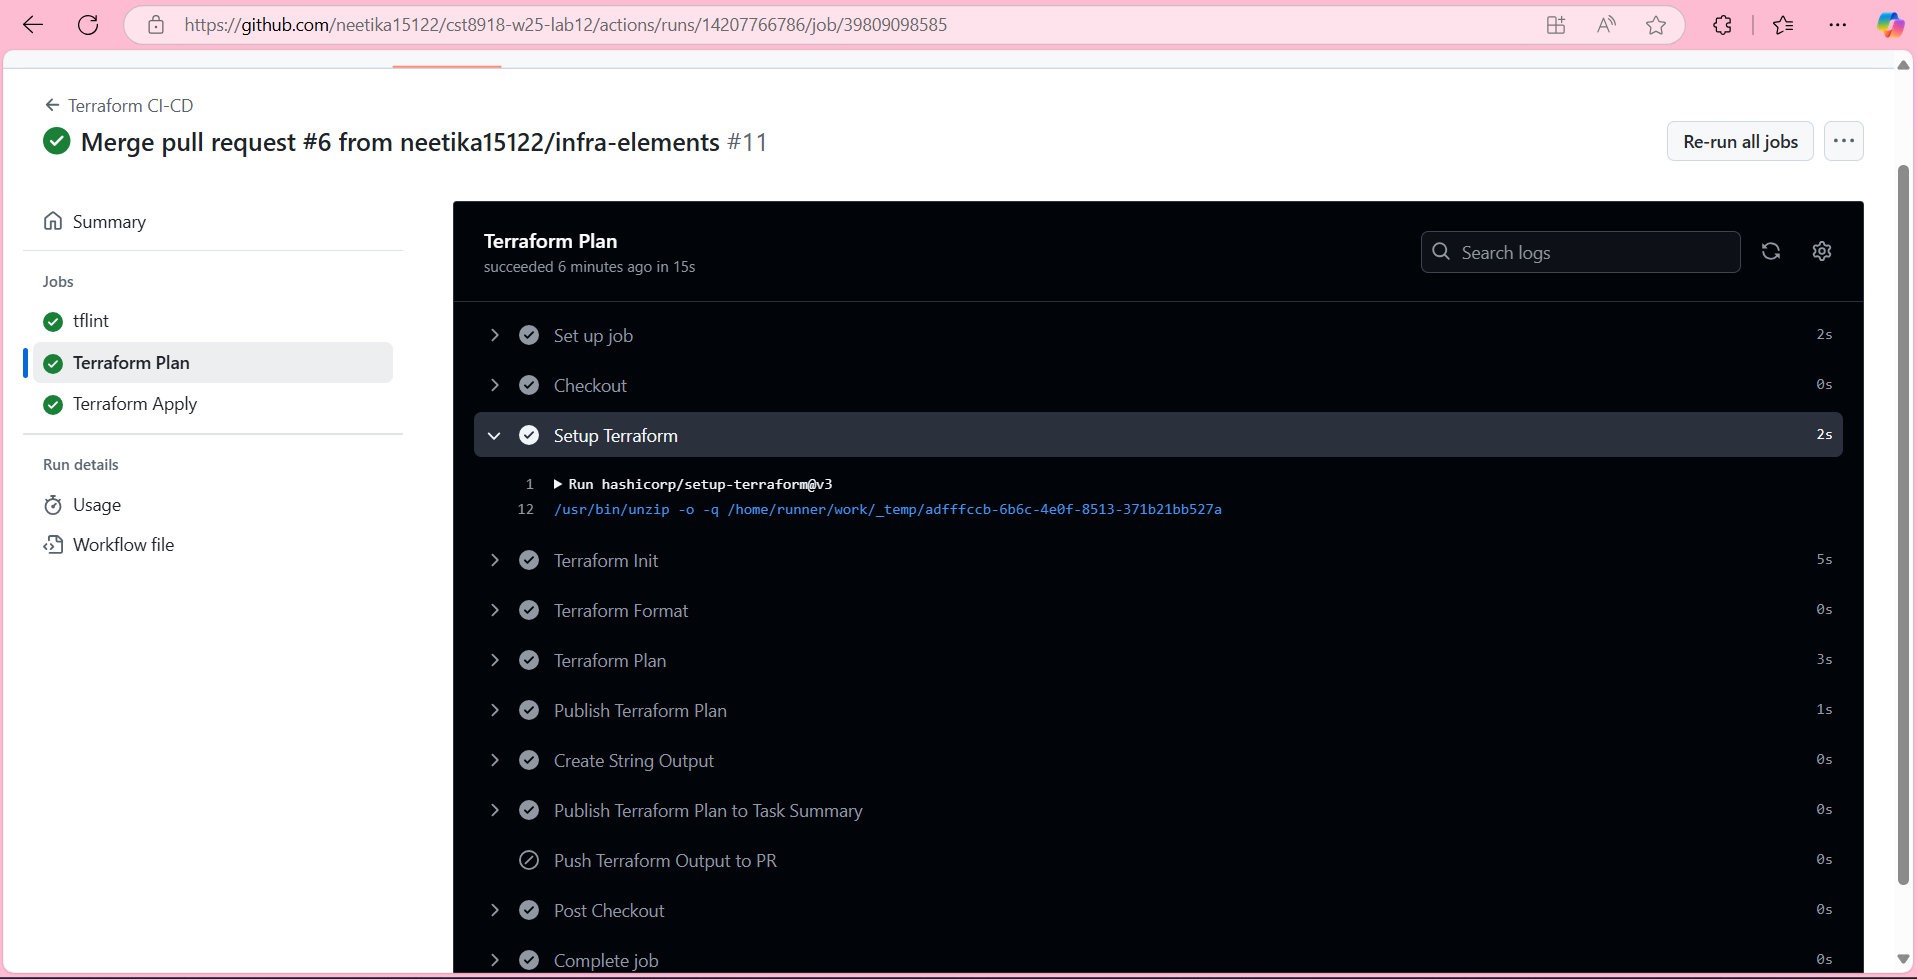 https://github.com/neetika15122/cst8918-w25-lab12/actions/runs/14207766786/job/39809098585
Terraform CI-CD
Merge pull request #6 from neetika15122/infra-elements #11
Re-run all jobs
Summary
Jobs
tflint
Terraform Plan
Terraform Apply
Run details
Usage
Workflow file
Terraform Plan
succeeded 6 minutes ago in 15s
Search logs
Set up job 2s
Checkout 0s
Setup Terraform 2s
1 Run hashicorp/setup-terraform@v3
12 /usr/bin/unzip -o -q /home/runner/work/_temp/adfffccb-6b6c-4e0f-8513-371b21bb527a
Terraform Init 5s
Terraform Format 0s
Terraform Plan 3s
Publish Terraform Plan 1s
Create String Output 0s
Publish Terraform Plan to Task Summary 0s
Push Terraform Output to PR 0s
Post Checkout 0s
Complete job 0s